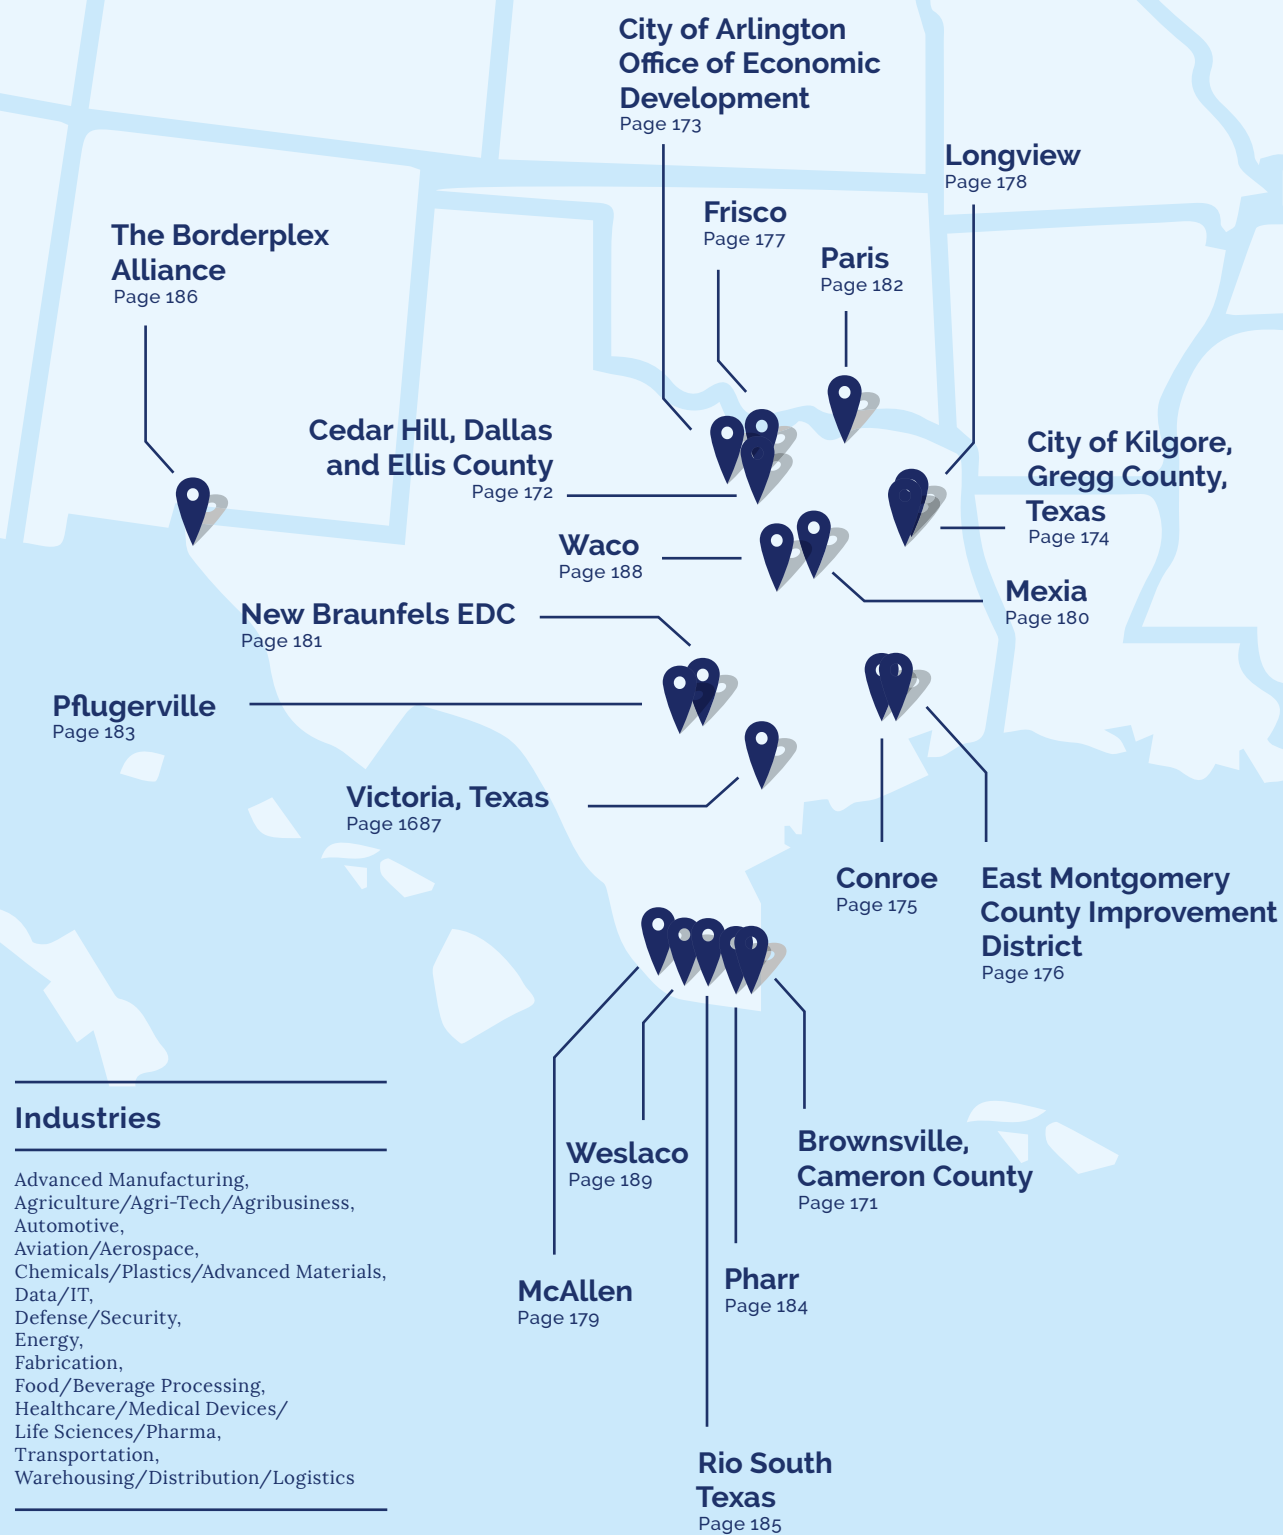 City of Arlington
Office of Economic
Development
Page 173
Longview
Page 178
Frisco
Page 177
The Borderplex
Alliance
Page 186
Paris
Page 182
Cedar Hill, Dallas
and Ellis County
Page 172
City of Kilgore,
Gregg County,
Texas
Page 174
Waco
Page 188
Mexia
Page 180
New Braunfels EDC
Page 181
Pflugerville
Page 183
Victoria, Texas
Page 1687
Conroe
Page 175
East Montgomery
County Improvement
District
Page 176
Industries
Advanced Manufacturing,
Agriculture/Agri-Tech/Agribusiness,
Automotive,
Aviation/Aerospace,
Chemicals/Plastics/Advanced Materials,
Data/IT,
Defense/Security,
Energy,
Fabrication,
Food/Beverage Processing,
Healthcare/Medical Devices/
Life Sciences/Pharma,
Transportation,
Warehousing/Distribution/Logistics
Weslaco
Page 189
Brownsville,
Cameron County
Page 171
McAllen
Page 179
Pharr
Page 184
Rio South
Texas
Page 185